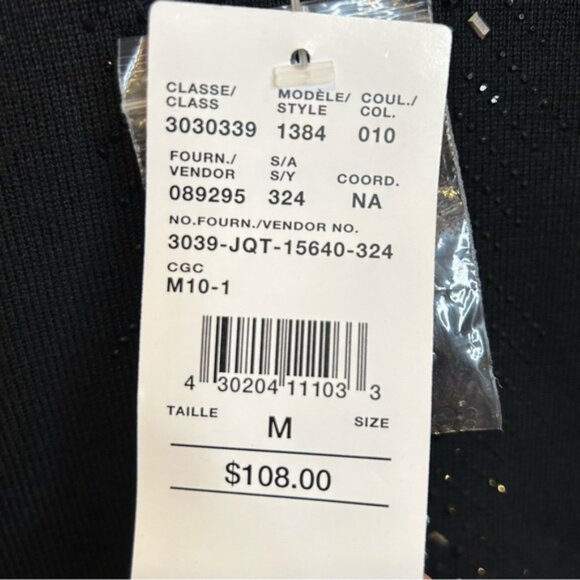 CLASSE/ MODÈLE/ COUL./
CLASS STYLE COL.
3030339 1384 010
FOURN./ S/A
VENDOR S/Y COORD.
089295 324 NA
NO.FOURN./VENDOR NO.
3039-JQT-15640-324
CGC
M10-1
4 30204 11103 3
TAILLE M SIZE
$108.00